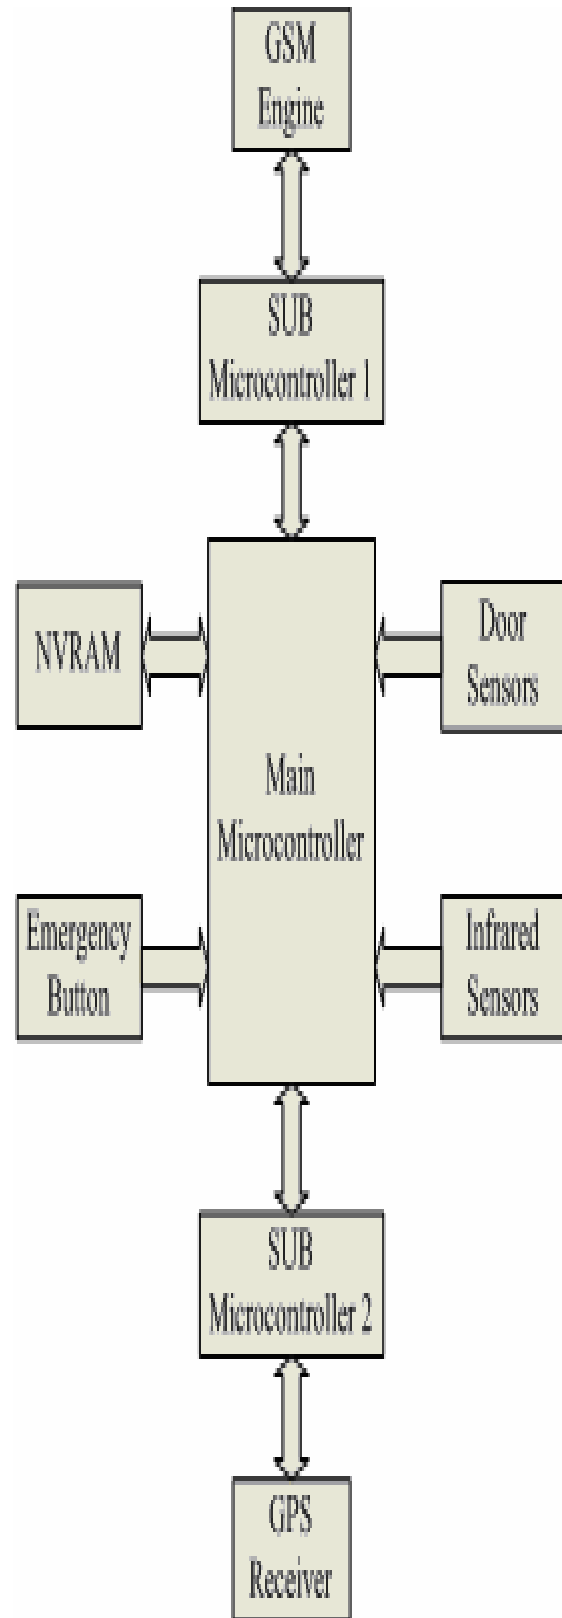 GSM
Engine
SUB
Microcontroller 1
NVRAM
Door
Sensors
Main
Microcontroller
Emergency
Button
Infrared
Sensors
SUB
Microcontroller 2
GPS
Receiver